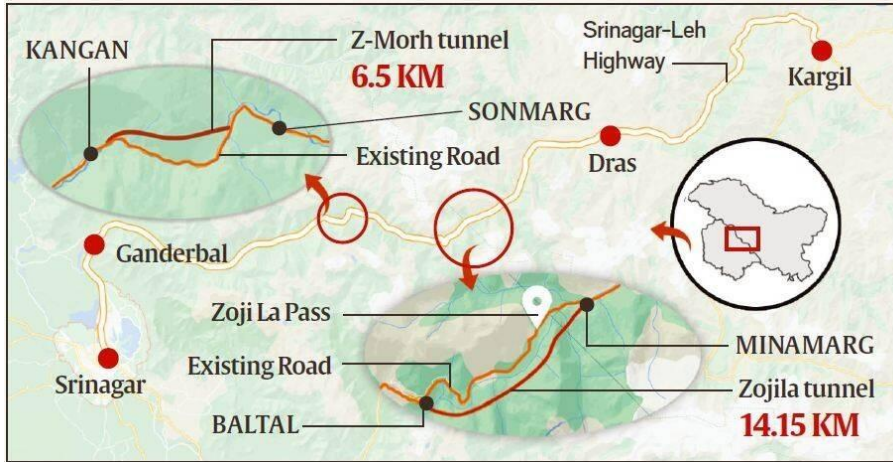 KANGAN
Z-Morh tunnel
6.5 KM
SONMARG
Existing Road
Srinagar-Leh
Highway
Kargil
Dras
Ganderbal
Srinagar
Zoji La Pass
Existing Road
BALTAL
MINAMARG
Zojila tunnel
14.15 KM